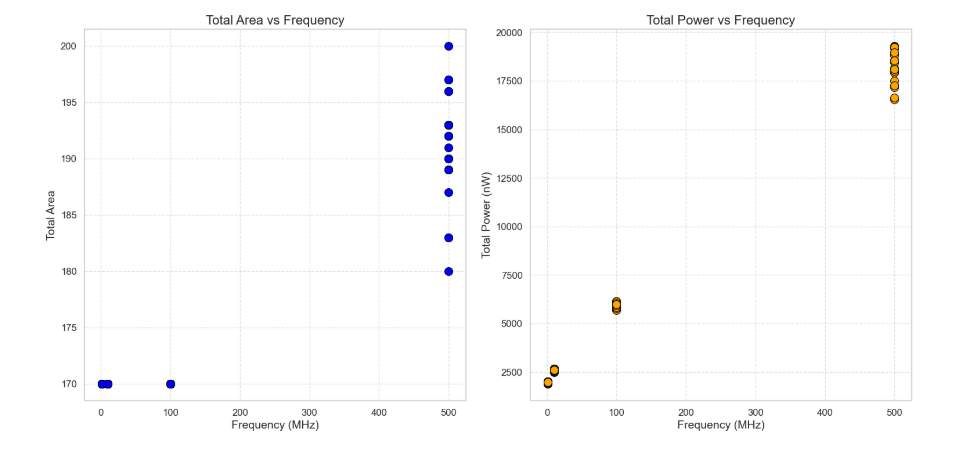 Total Area vs Frequency
200
195
190
185
180
175
170
Total Area
0 100 200 300 400 500
Frequency (MHz)
Total Power vs Frequency
20000
17500
15000
12500
10000
7500
5000
2500
Total Power (nW)
0 100 200 300 400 500
Frequency (MHz)